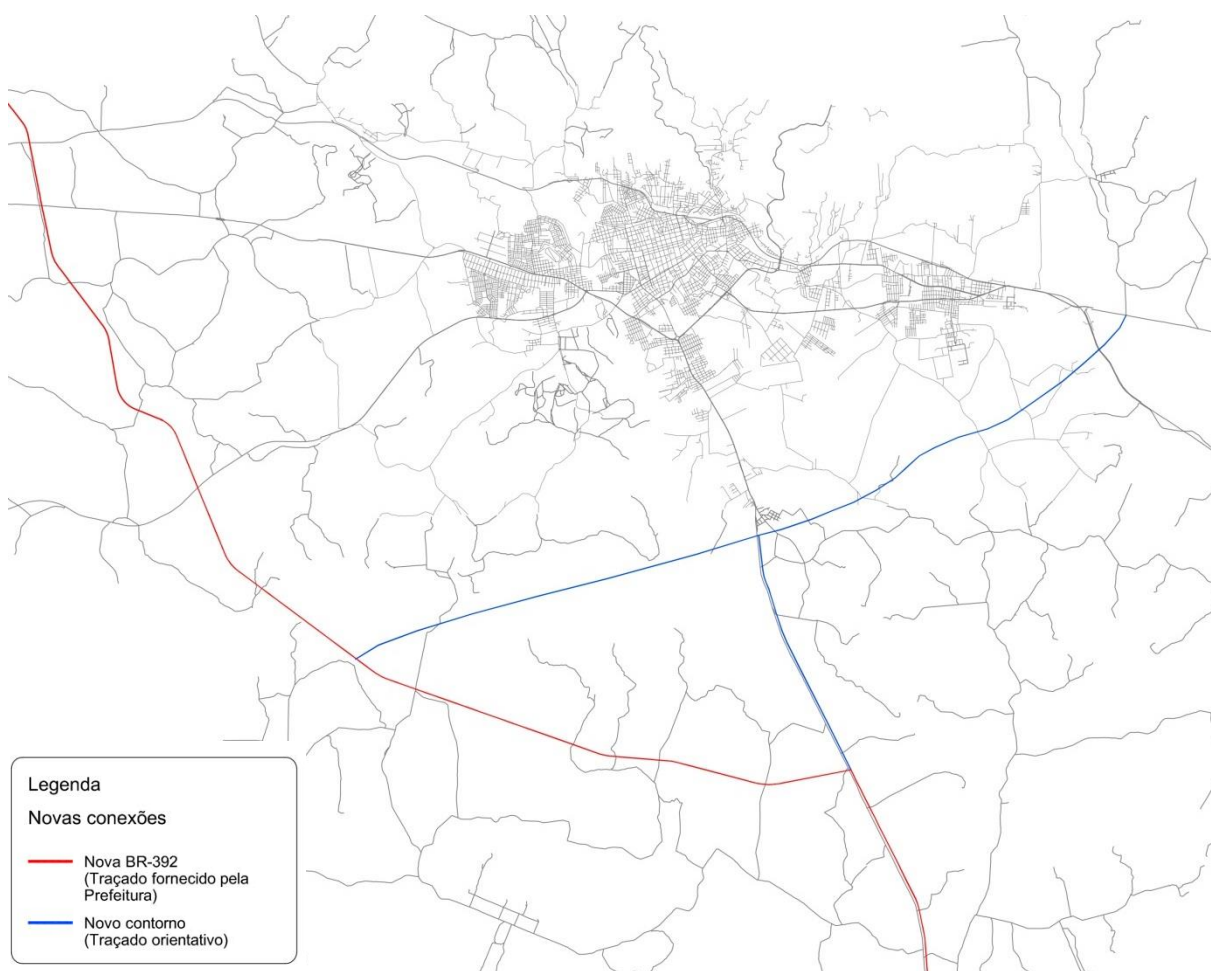 Legenda
Novas conexões
Nova BR-392
(Traçado fornecido pela
Prefeitura)
Novo contorno
(Traçado orientativo)